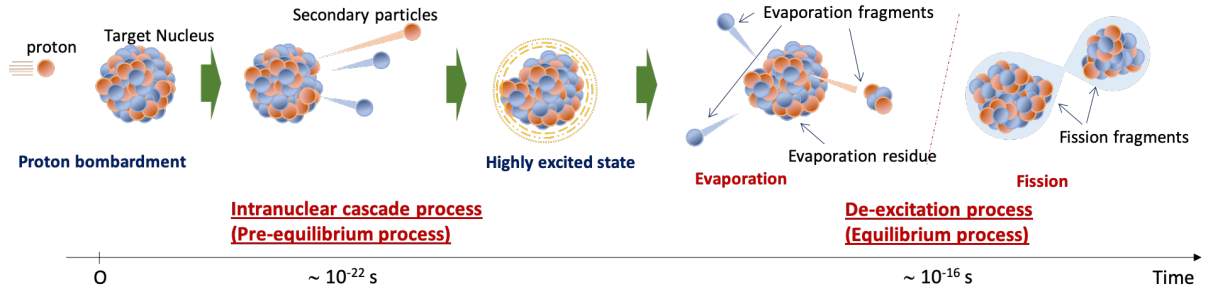 Secondary particles
Evaporation fragments
proton
Target Nucleus
Fission fragments
Evaporation residue
Proton bombardment
Highly excited state
Evaporation
Fission
Intranuclear cascade process
(Pre-equilibrium process)
De-excitation process
(Equilibrium process)
O
~ 10⁻²² s
~ 10⁻¹⁶ s
Time